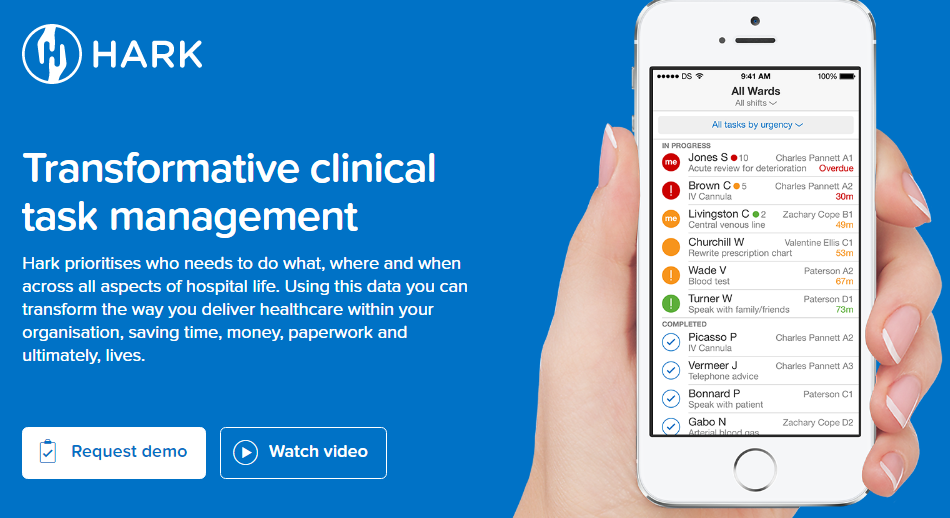 HARK
Transformative clinical
task management
Hark prioritises who needs to do what, where and when
across all aspects of hospital life. Using this data you can
transform the way you deliver healthcare within your
organisation, saving time, money, paperwork and
ultimately, lives.
Request demo
Watch video
DS 9:41 AM 100%
All Wards
All shifts
All tasks by urgency
IN PROGRESS
me Jones S 10 Charles Pannett A1
Acute review for deterioration Overdue
! Brown C 5 Charles Pannett A2
IV Cannula 30m
me Livingston C 2 Zachary Cope B1
Central venous line 49m
Churchill W Valentine Ellis C1
Rewrite prescription chart 53m
! Wade V Paterson A2
Blood test 67m
! Turner W Paterson D1
Speak with family/friends 73m
COMPLETED
Picasso P Charles Pannett A2
IV Cannula
Vermeer J Charles Pannett A3
Telephone advice
Bonnard P Paterson C1
Speak with patient
Gabo N Zachary Cope D2
Arterial blood gas